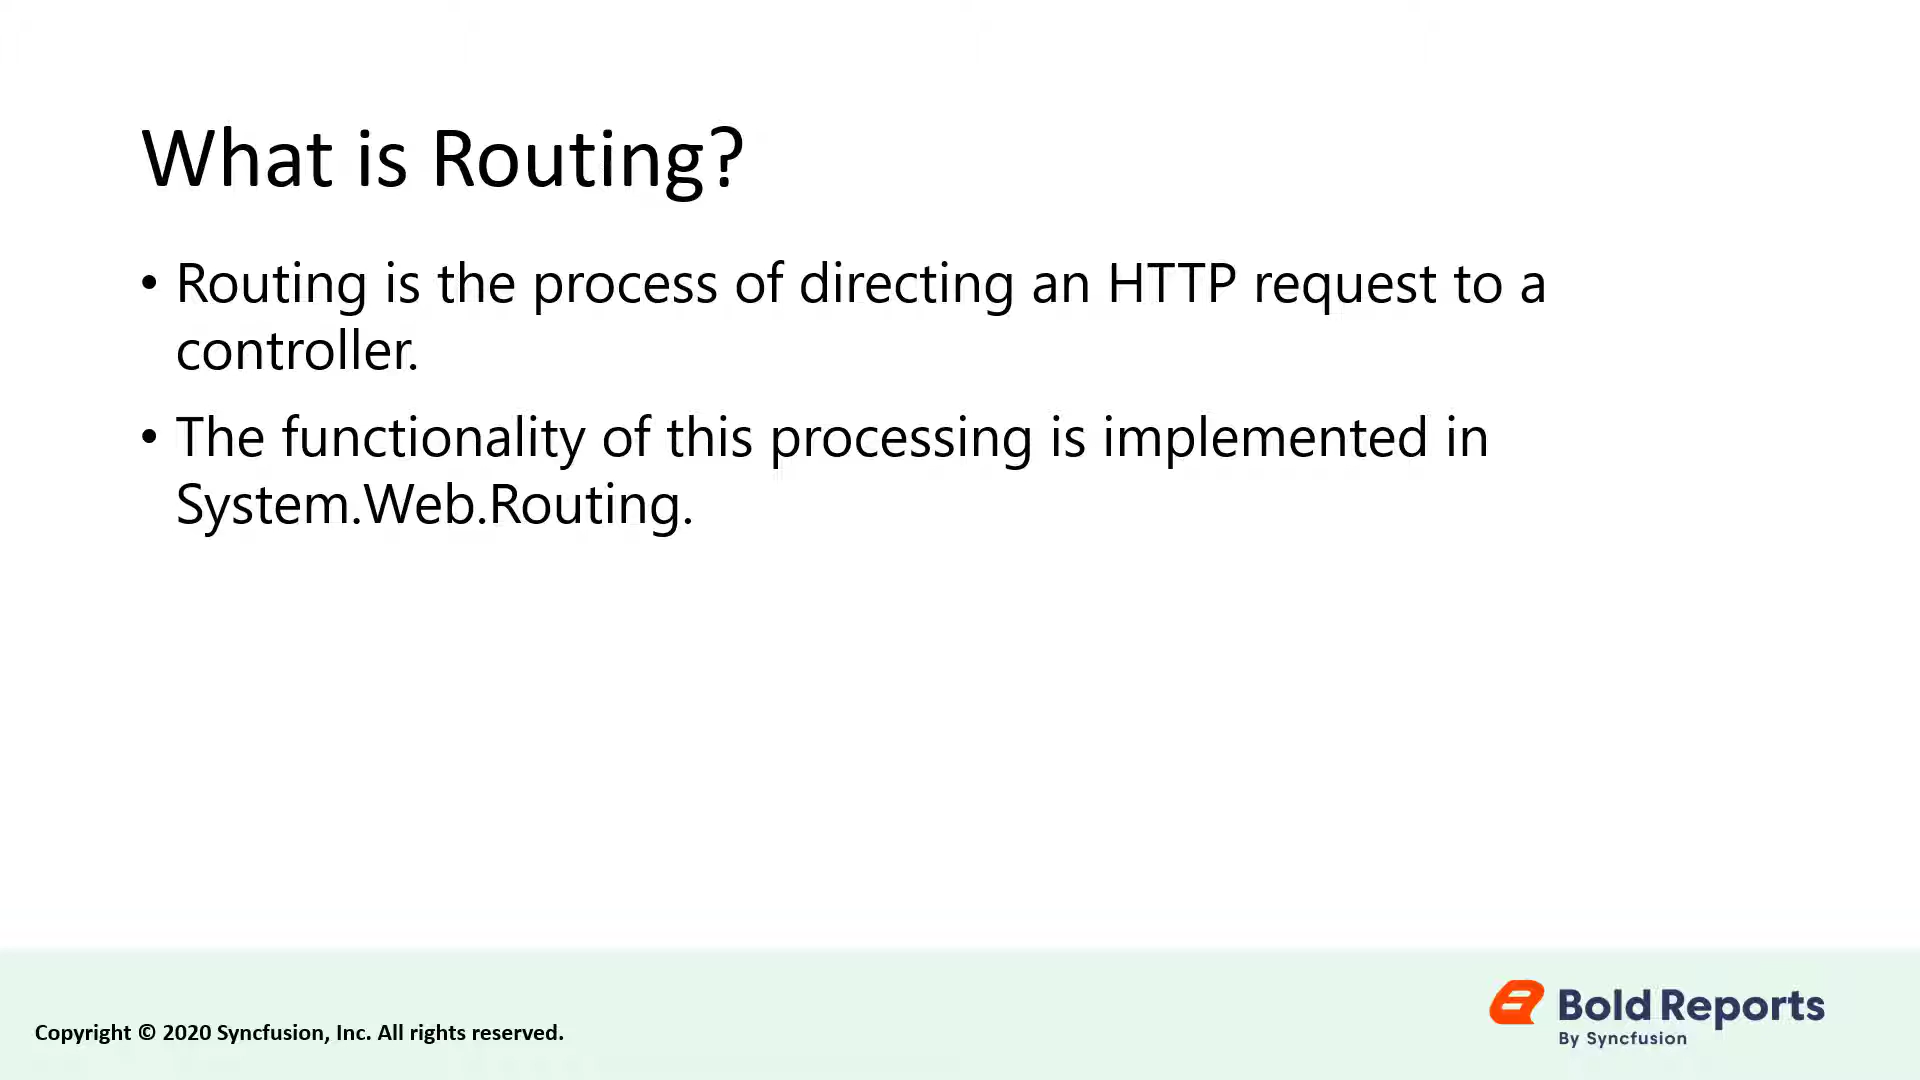 What is Routing?
• Routing is the process of directing an HTTP request to a
controller.
• The functionality of this processing is implemented in
System.Web.Routing.
Copyright © 2020 Syncfusion, Inc. All rights reserved.
Bold Reports
By Syncfusion